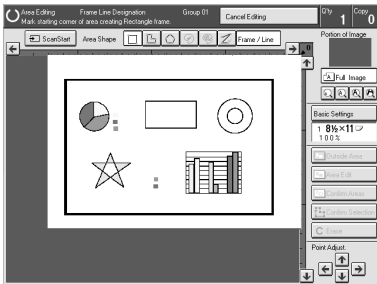 Area Editing Frame Line Designation Group 01 Cancel Editing Q'ty 1 Copy 0
Mark starting corner of area creating Rectangle frame.
ScanStart Area Shape Frame / Line 0
Portion of Image
Full Image
Basic Settings
1 8½×11
100%
Outside Area
Area Edit
Confirm Areas
Confirm Selection
C Erase
Point Adjust.